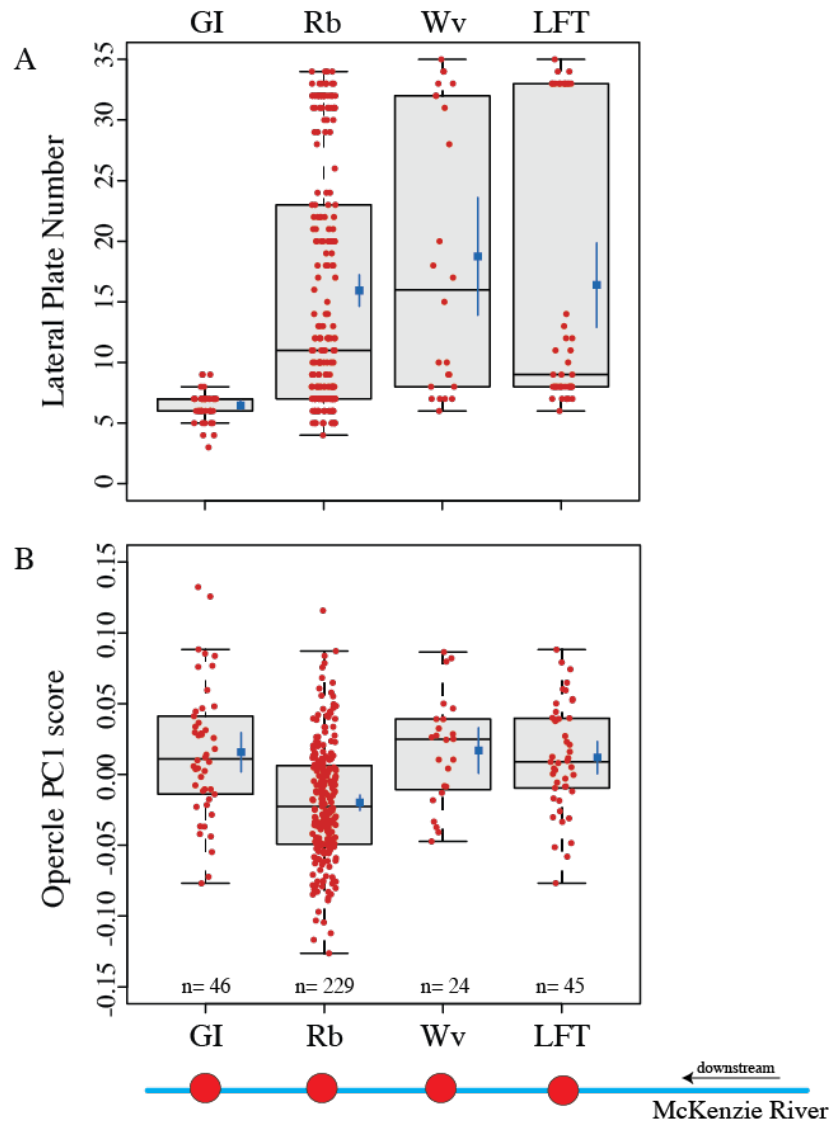 GI Rb Wv LFT
A
Lateral Plate Number
35
30
25
20
15
10
5
0
B
Opercle PC1 score
0.15
0.10
0.05
0.00
-0.05
-0.10
-0.15
n= 46 n= 229 n= 24 n= 45
GI Rb Wv LFT
downstream
McKenzie River